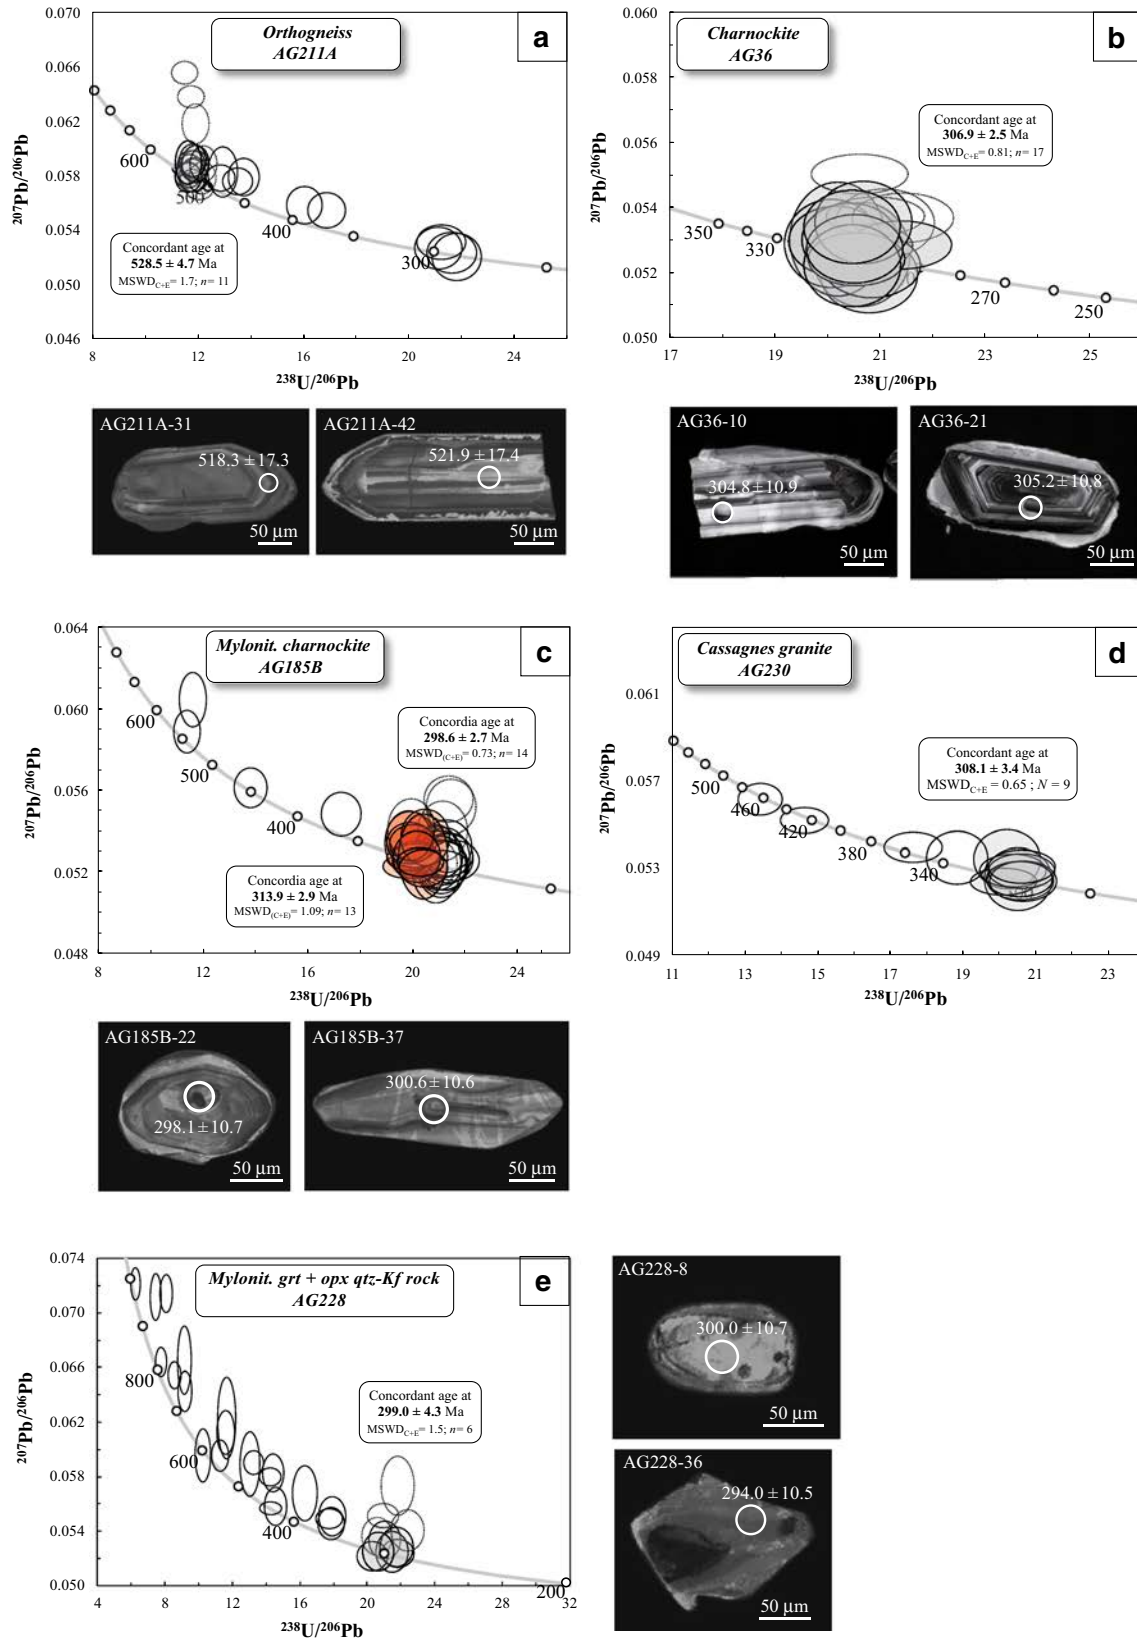 a
Orthogneiss
AG211A
0.070
0.066
0.062
0.058
0.054
0.050
0.046
207Pb/206Pb
600
500
400
300
Concordant age at
528.5 ± 4.7 Ma
MSWDC+E= 1.7; n= 11
8 12 16 20 24
238U/206Pb
AG211A-31
518.3 ± 17.3
50 µm
AG211A-42
521.9 ± 17.4
50 µm
b
Charnockite
AG36
0.060
0.058
0.056
0.054
0.052
0.050
207Pb/206Pb
Concordant age at
306.9 ± 2.5 Ma
MSWDC+E= 0.81; n= 17
350
330
270
250
17 19 21 23 25
238U/206Pb
AG36-10
304.8 ± 10.9
50 µm
AG36-21
305.2 ± 10.8
50 µm
c
Mylonit. charnockite
AG185B
0.064
0.060
0.056
0.052
0.048
207Pb/206Pb
600
500
400
Concordia age at
298.6 ± 2.7 Ma
MSWD(C+E)= 0.73; n= 14
Concordia age at
313.9 ± 2.9 Ma
MSWD(C+E)= 1.09; n= 13
8 12 16 20 24
238U/206Pb
AG185B-22
298.1 ± 10.7
50 µm
AG185B-37
300.6 ± 10.6
50 µm
d
Cassagnes granite
AG230
0.061
0.057
0.053
0.049
207Pb/206Pb
500
460
420
380
340
Concordant age at
308.1 ± 3.4 Ma
MSWDC+E = 0.65 ; N = 9
11 13 15 17 19 21 23
238U/206Pb
e
Mylonit. grt + opx qtz-Kf rock
AG228
0.074
0.070
0.066
0.062
0.058
0.054
0.050
207Pb/206Pb
800
600
400
200
Concordant age at
299.0 ± 4.3 Ma
MSWDC+E= 1.5; n= 6
4 8 12 16 20 24 28 32
238U/206Pb
AG228-8
300.0 ± 10.7
50 µm
AG228-36
294.0 ± 10.5
50 µm